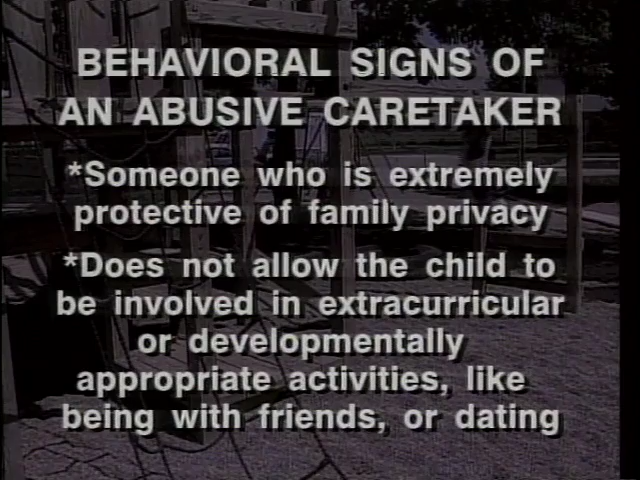 BEHAVIORAL SIGNS OF
AN ABUSIVE CARETAKER
*Someone who is extremely
protective of family privacy
*Does not allow the child to
be involved in extracurricular
or developmentally
appropriate activities, like
being with friends, or dating